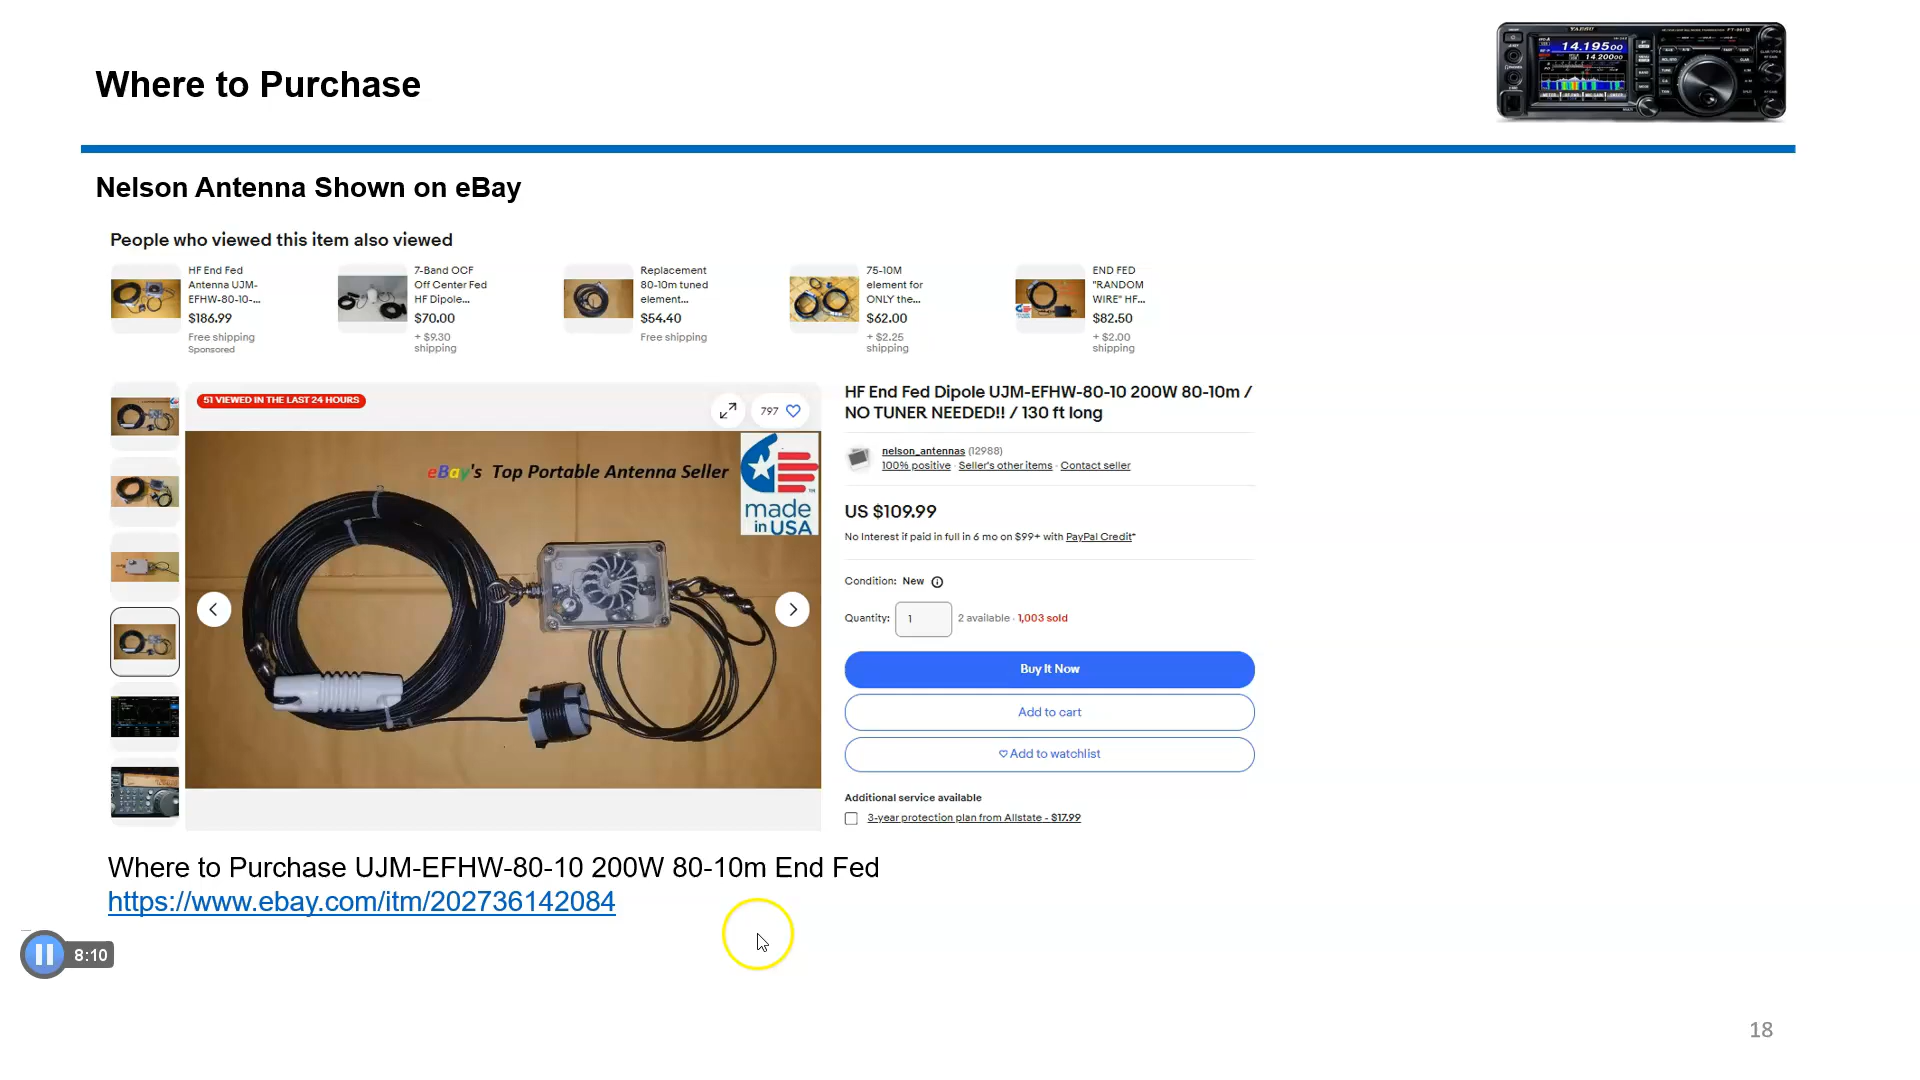 Where to Purchase
YAESU
14.195.00
14.200.00
Nelson Antenna Shown on eBay
People who viewed this item also viewed
HF End Fed
Antenna UJM-
EFHW-80-10-...
$186.99
Free shipping
Sponsored
7-Band OCF
Off Center Fed
HF Dipole...
$70.00
+ $9.30
shipping
Replacement
80-10m tuned
element...
$54.40
Free shipping
75-10M
element for
ONLY the...
$62.00
+ $2.25
shipping
END FED
"RANDOM
WIRE" HF...
$82.50
+ $2.00
shipping
51 VIEWED IN THE LAST 24 HOURS
797
eBay's Top Portable Antenna Seller
made
in USA
HF End Fed Dipole UJM-EFHW-80-10 200W 80-10m /
NO TUNER NEEDED!! / 130 ft long
nelson_antennas (12988)
100% positive · Seller's other items · Contact seller
US $109.99
No Interest if paid in full in 6 mo on $99+ with PayPal Credit*
Condition: New
Quantity: 1 2 available · 1,003 sold
Buy It Now
Add to cart
Add to watchlist
Additional service available
3-year protection plan from Allstate - $17.99
Where to Purchase UJM-EFHW-80-10 200W 80-10m End Fed
https://www.ebay.com/itm/202736142084
8:10
18